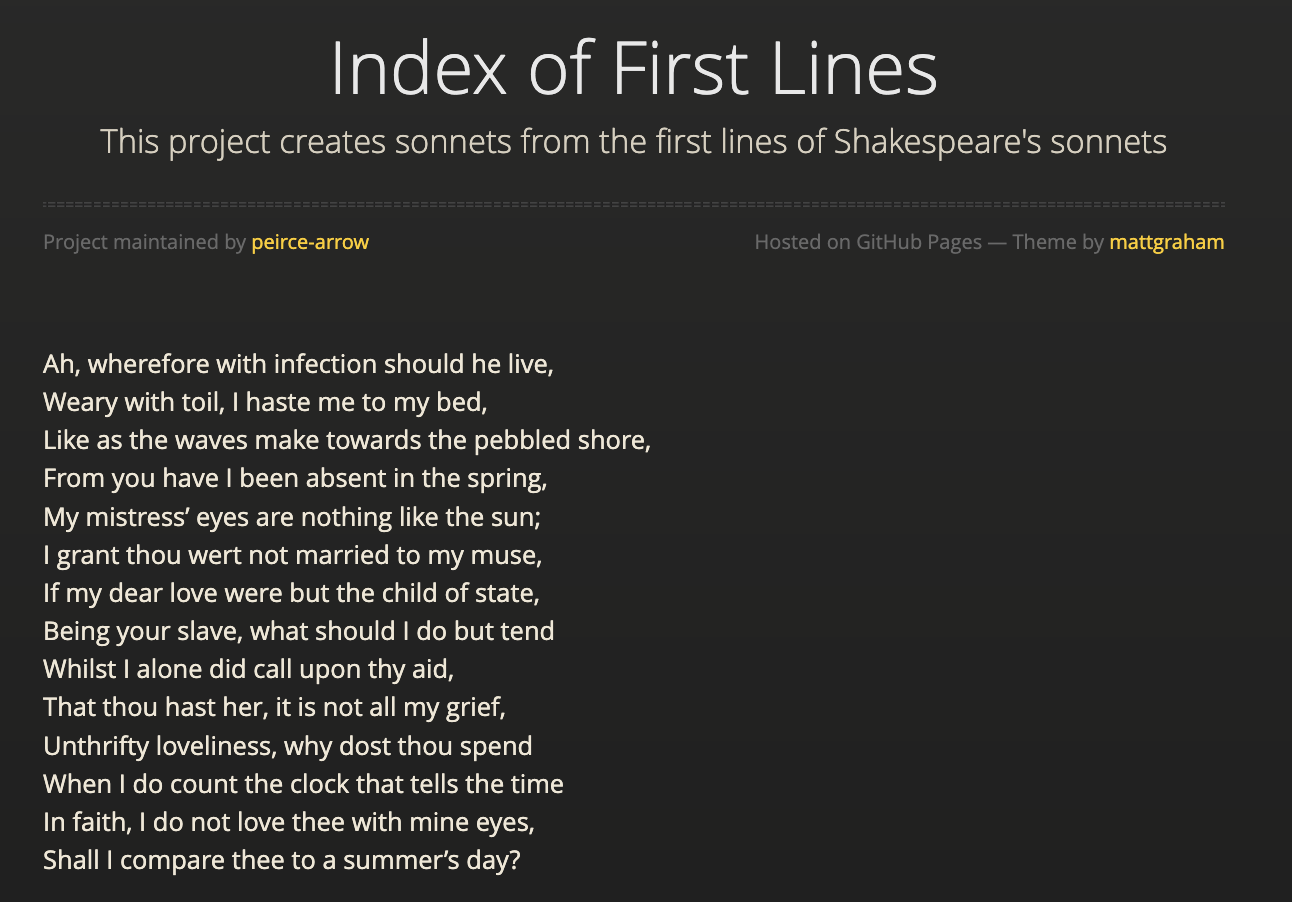 Index of First Lines
This project creates sonnets from the first lines of Shakespeare's sonnets
Project maintained by peirce-arrow
Hosted on GitHub Pages — Theme by mattgraham
Ah, wherefore with infection should he live,
Weary with toil, I haste me to my bed,
Like as the waves make towards the pebbled shore,
From you have I been absent in the spring,
My mistress’ eyes are nothing like the sun;
I grant thou wert not married to my muse,
If my dear love were but the child of state,
Being your slave, what should I do but tend
Whilst I alone did call upon thy aid,
That thou hast her, it is not all my grief,
Unthrifty loveliness, why dost thou spend
When I do count the clock that tells the time
In faith, I do not love thee with mine eyes,
Shall I compare thee to a summer’s day?